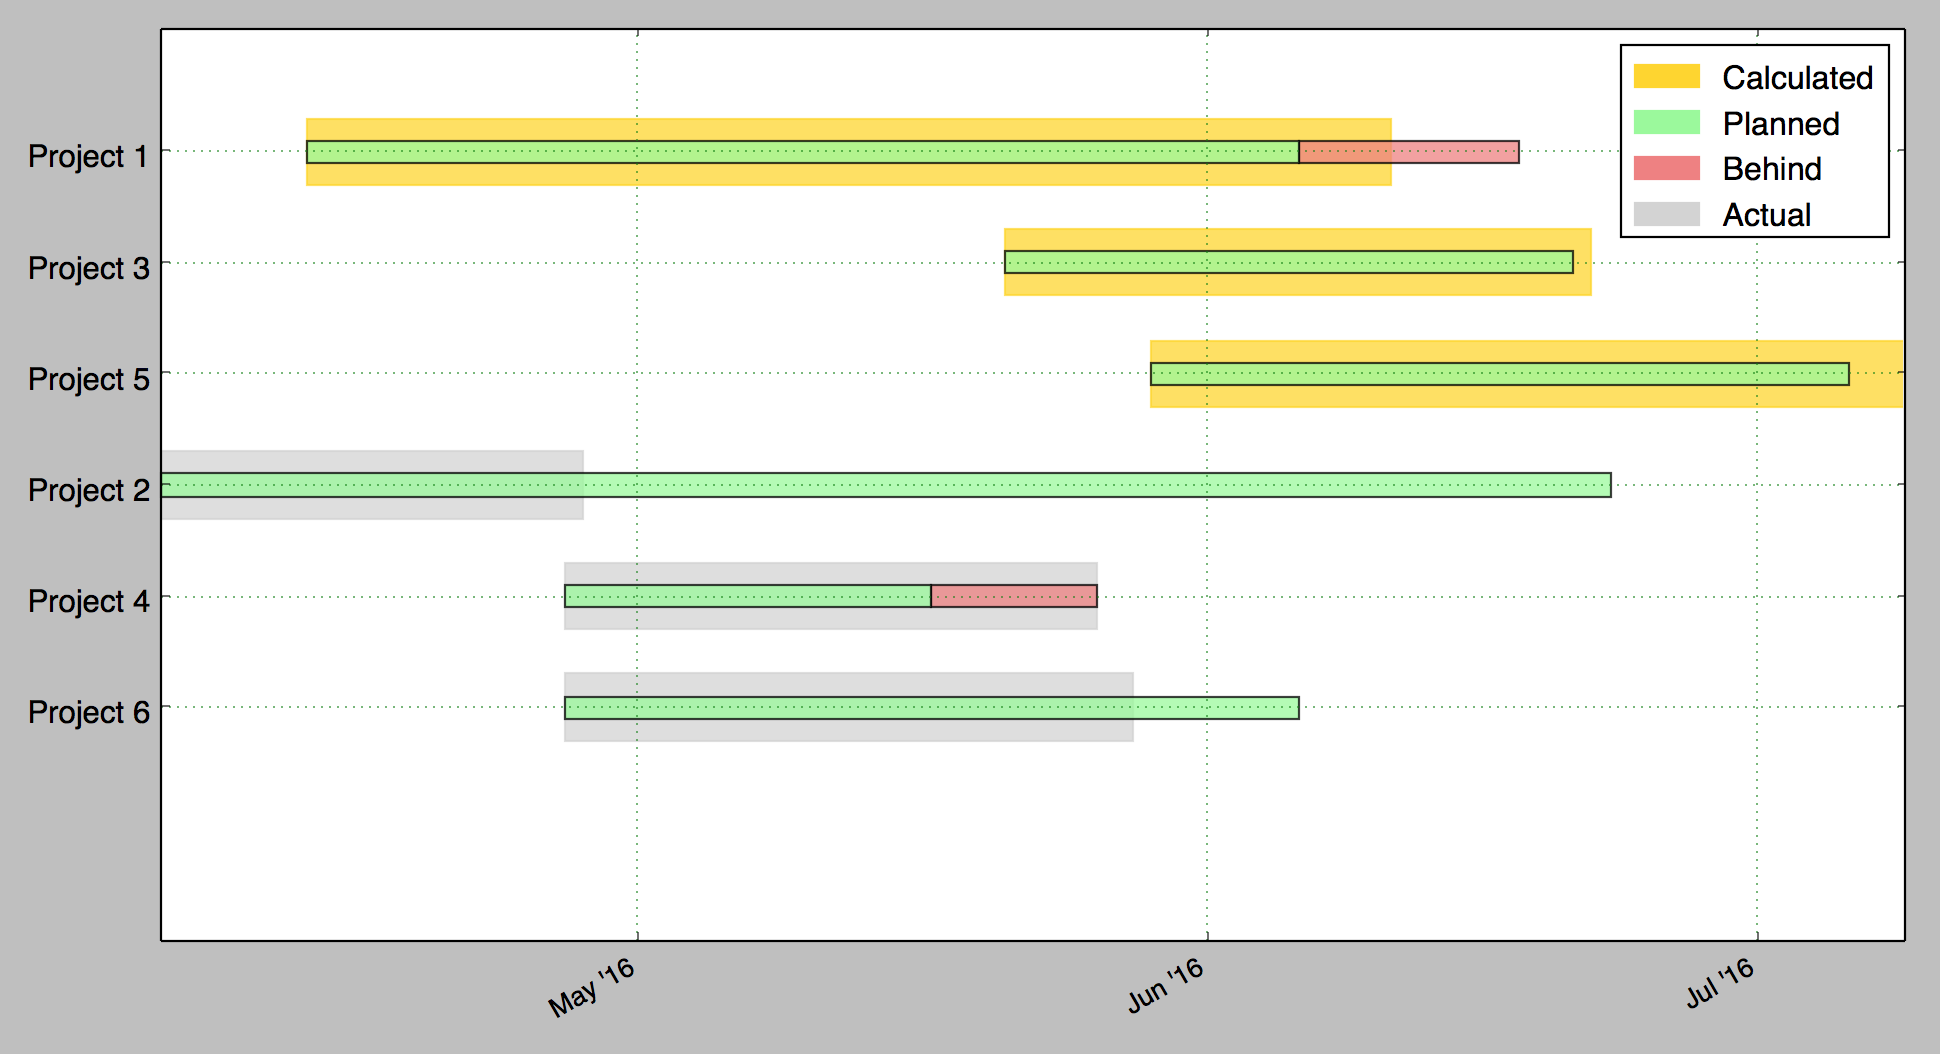 Calculated
Planned
Behind
Actual
Project 1
Project 3
Project 5
Project 2
Project 4
Project 6
May '16
Jun '16
Jul '16